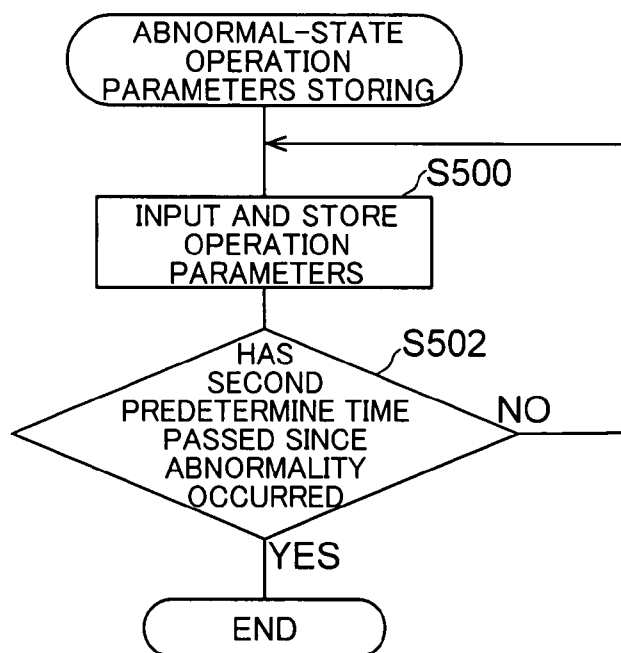 ABNORMAL-STATE
OPERATION
PARAMETERS STORING
S500
INPUT AND STORE
OPERATION
PARAMETERS
S502
HAS
SECOND
PREDETERMINE TIME
PASSED SINCE
ABNORMALITY
OCCURRED
NO
YES
END